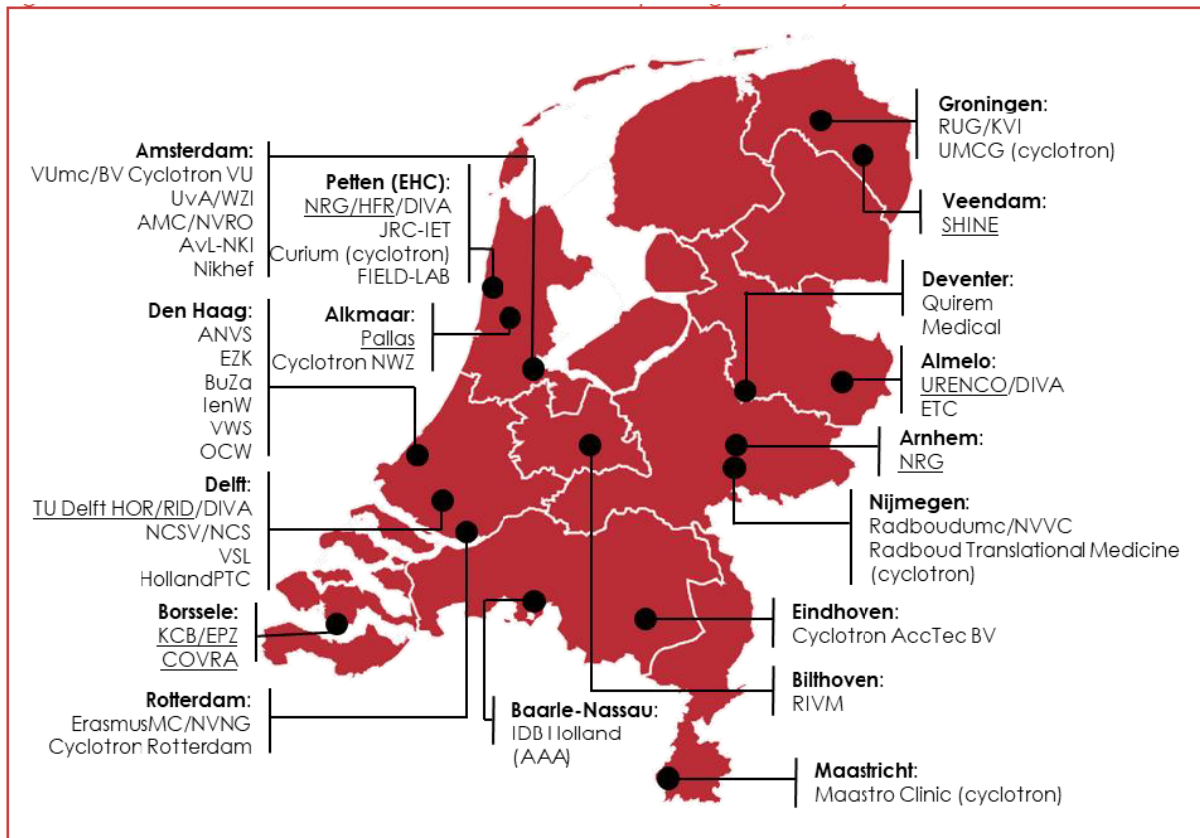 Amsterdam:
VUmc/BV Cyclotron VU
UvA/WZI
AMC/NVRO
AvL-NKI
Nikhef
Petten (EHC):
NRG/HFR/DIVA
JRC-IET
Curium (cyclotron)
FIELD-LAB
Groningen:
RUG/KVI
UMCG (cyclotron)
Veendam:
SHINE
Den Haag:
ANVS
EZK
BuZa
IenW
VWS
OCW
Alkmaar:
Pallas
Cyclotron NWZ
Deventer:
Quirem
Medical
Almelo:
URENCO/DIVA
ETC
Arnhem:
NRG
Delft:
TU Delft HOR/RID/DIVA
NCSV/NCS
VSL
HollandPTC
Nijmegen:
Radboudumc/NVVC
Radboud Translational Medicine
(cyclotron)
Borssele:
KCB/EPZ
COVRA
Eindhoven:
Cyclotron AccTec BV
Rotterdam:
ErasmusMC/NVNG
Cyclotron Rotterdam
Baarle-Nassau:
IDB Holland
(AAA)
Bilthoven:
RIVM
Maastricht:
Maastro Clinic (cyclotron)